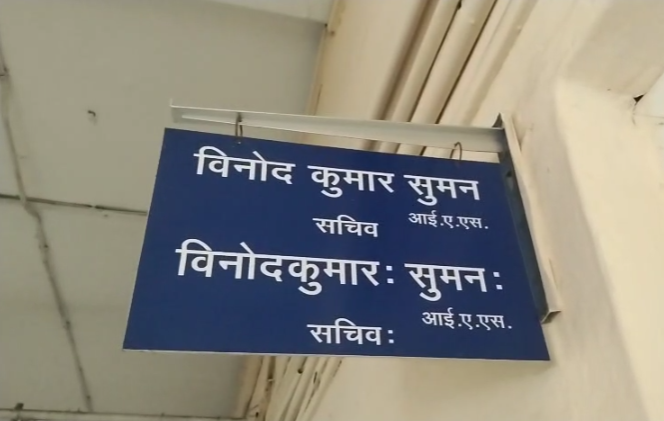 विनोद कुमार सुमन
सचिव आई.ए.एस.
विनोदकुमार: सुमन:
सचिव: आई.ए.एस.